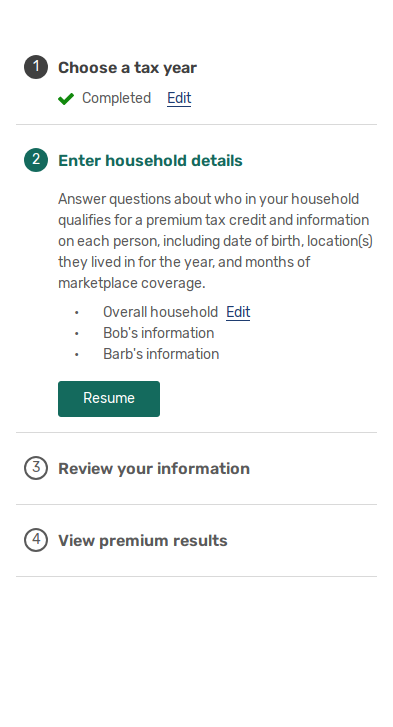 1 Choose a tax year
Completed Edit
2 Enter household details
Answer questions about who in your household
qualifies for a premium tax credit and information
on each person, including date of birth, location(s)
they lived in for the year, and months of
marketplace coverage.
• Overall household Edit
• Bob's information
• Barb's information
Resume
3 Review your information
4 View premium results